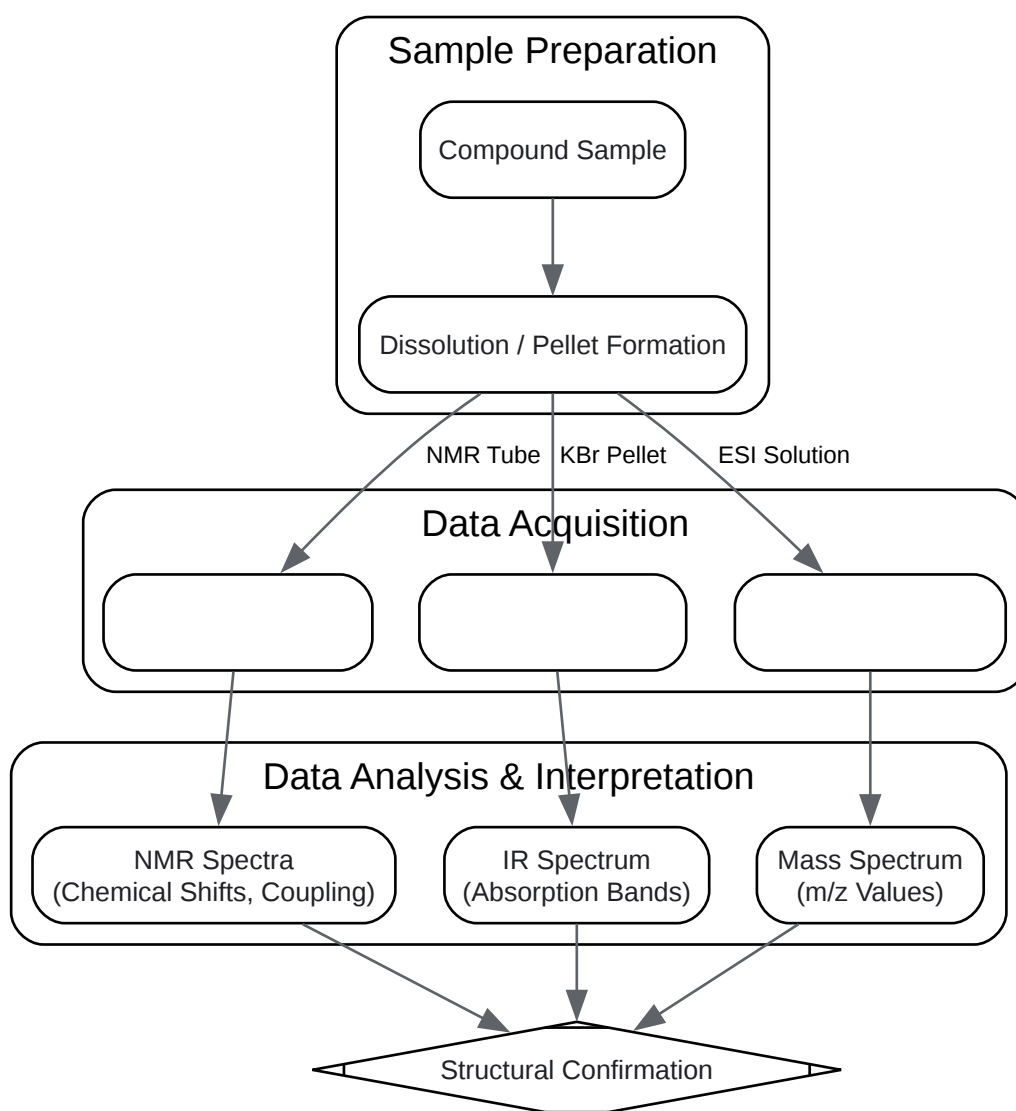 Sample Preparation
Compound Sample
Dissolution / Pellet Formation
NMR Tube
KBr Pellet
ESI Solution
Data Acquisition
Data Analysis & Interpretation
NMR Spectra
(Chemical Shifts, Coupling)
IR Spectrum
(Absorption Bands)
Mass Spectrum
(m/z Values)
Structural Confirmation